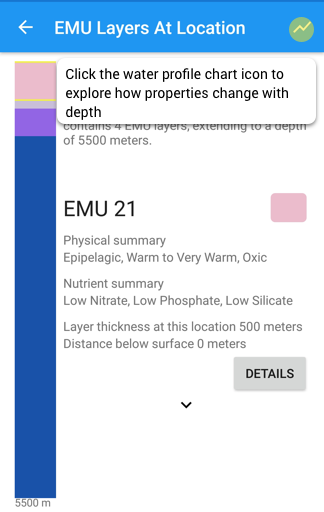 EMU Layers At Location
Click the water profile chart icon to
explore how properties change with
depth
contains 4 EMU layers, extending to a depth
of 5500 meters.
EMU 21
Physical summary
Epipelagic, Warm to Very Warm, Oxic
Nutrient summary
Low Nitrate, Low Phosphate, Low Silicate
Layer thickness at this location 500 meters
Distance below surface 0 meters
DETAILS
5500 m